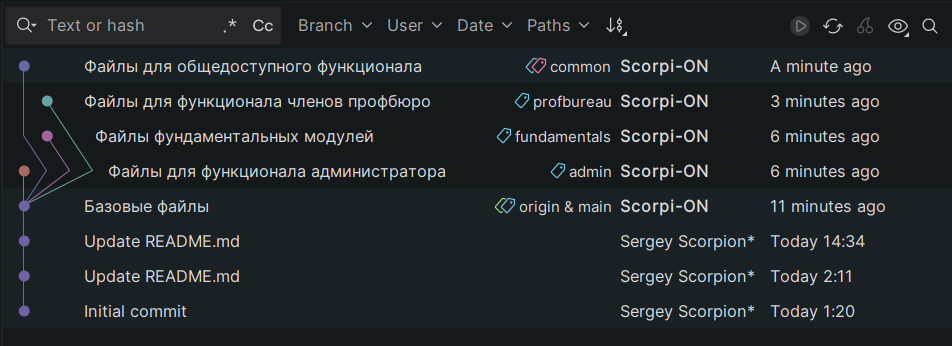 Text or hash .* Cc Branch User Date Paths
Файлы для общедоступного функционала common Scorpi-ON A minute ago
Файлы для функционала членов профбюро profbureau Scorpi-ON 3 minutes ago
Файлы фундаментальных модулей fundamentals Scorpi-ON 6 minutes ago
Файлы для функционала администратора admin Scorpi-ON 6 minutes ago
Базовые файлы origin & main Scorpi-ON 11 minutes ago
Update README.md Sergey Scorpion* Today 14:34
Update README.md Sergey Scorpion* Today 2:11
Initial commit Sergey Scorpion* Today 1:20